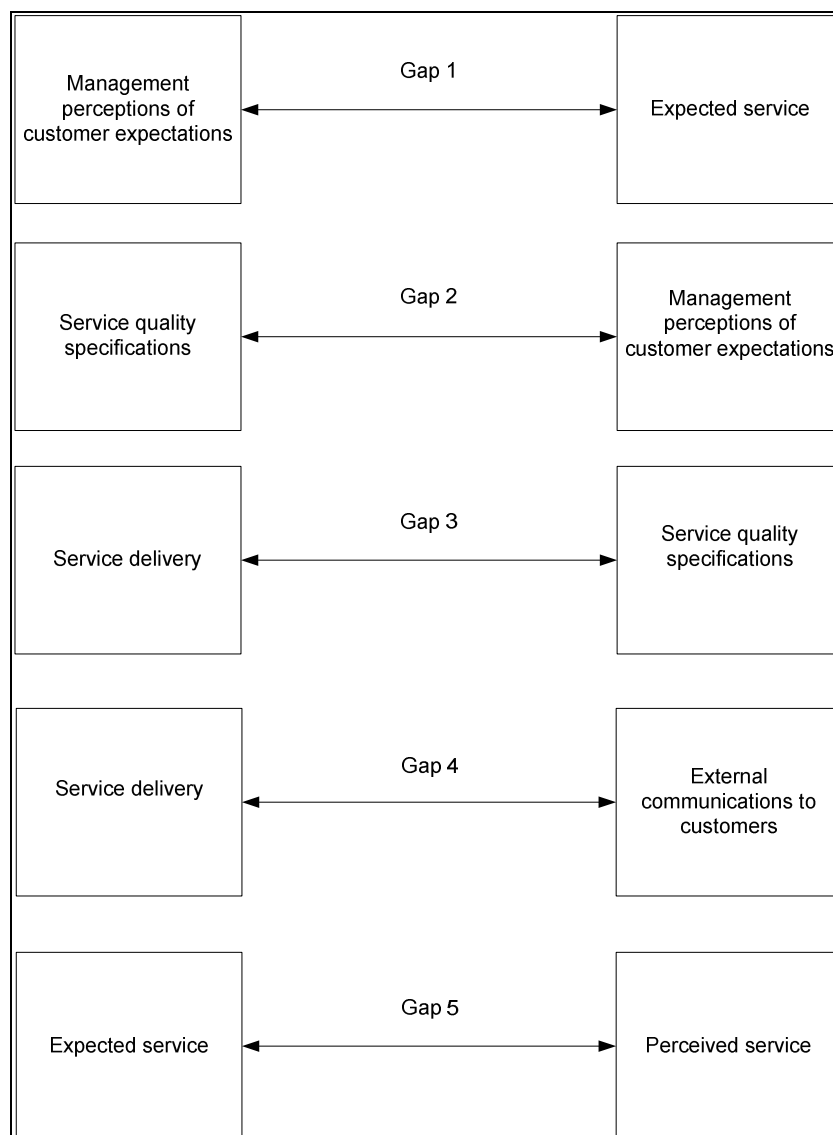 Management
perceptions of
customer expectations
Gap 1
Expected service
Service quality
specifications
Gap 2
Management
perceptions of
customer expectations
Service delivery
Gap 3
Service quality
specifications
Service delivery
Gap 4
External
communications to
customers
Expected service
Gap 5
Perceived service